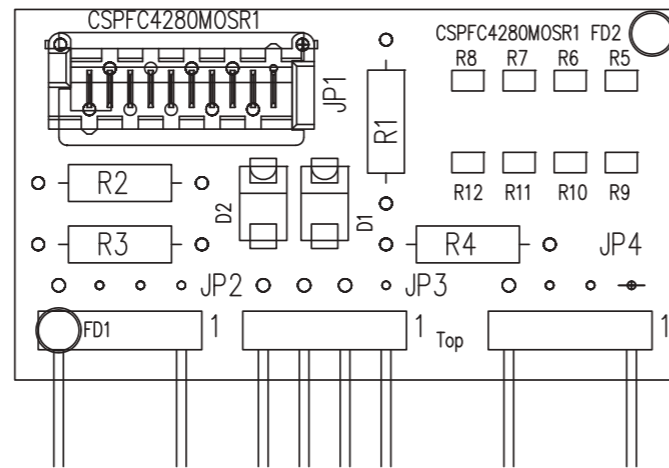 CSPFC4280MOSR1
CSPFC4280MOSR1 FD2
R8 R7 R6 R5
JP1
R1
R12 R11 R10 R9
R2
D2
D1
R3
R4
JP4
JP2
JP3
FD1
1
1
Top
1